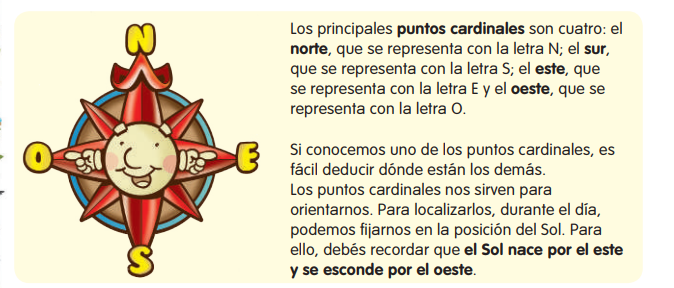 N
O
E
S
Los principales puntos cardinales son cuatro: el
norte, que se representa con la letra N; el sur,
que se representa con la letra S; el este, que
se representa con la letra E y el oeste, que se
representa con la letra O.
Si conocemos uno de los puntos cardinales, es
fácil deducir dónde están los demás.
Los puntos cardinales nos sirven para
orientarnos. Para localizarlos, durante el día,
podemos fijarnos en la posición del Sol. Para
ello, debés recordar que el Sol nace por el este
y se esconde por el oeste.